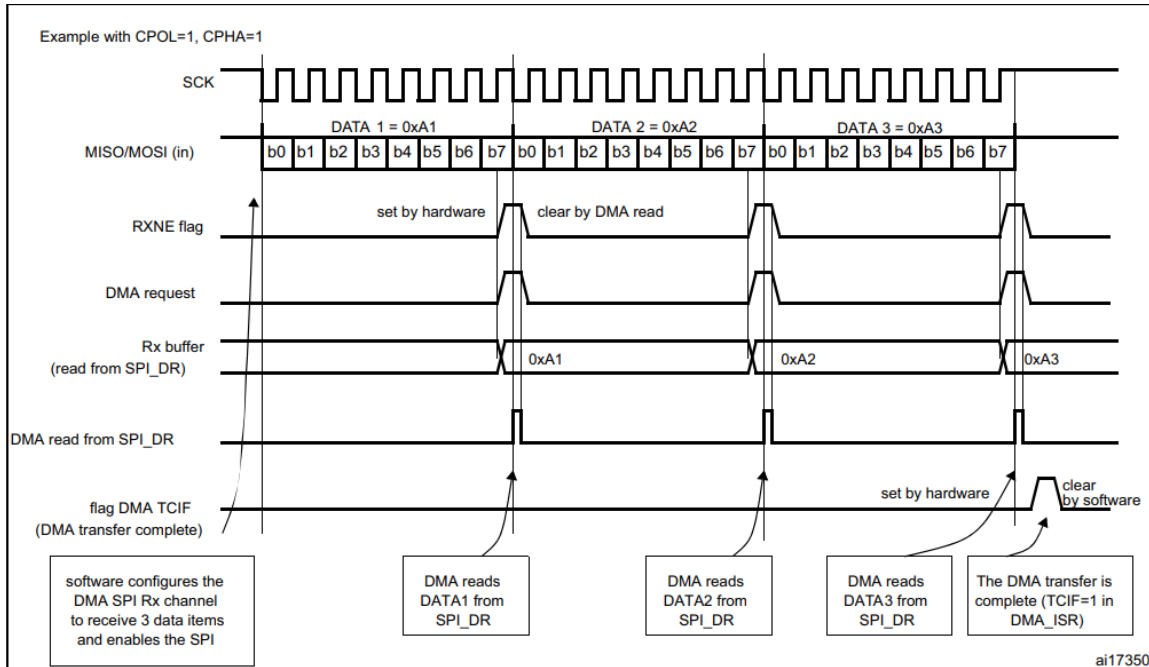 Example with CPOL=1, CPHA=1
SCK
DATA 1 = 0xA1
DATA 2 = 0xA2
DATA 3 = 0xA3
MISO/MOSI (in)
b0 b1 b2 b3 b4 b5 b6 b7 b0 b1 b2 b3 b4 b5 b6 b7 b0 b1 b2 b3 b4 b5 b6 b7
set by hardware
clear by DMA read
RXNE flag
DMA request
Rx buffer
(read from SPI_DR)
0xA1
0xA2
0xA3
DMA read from SPI_DR
flag DMA TCIF
(DMA transfer complete)
set by hardware
clear
by software
software configures the
DMA SPI Rx channel
to receive 3 data items
and enables the SPI
DMA reads
DATA1 from
SPI_DR
DMA reads
DATA2 from
SPI_DR
DMA reads
DATA3 from
SPI_DR
The DMA transfer is
complete (TCIF=1 in
DMA_ISR)
ai17350